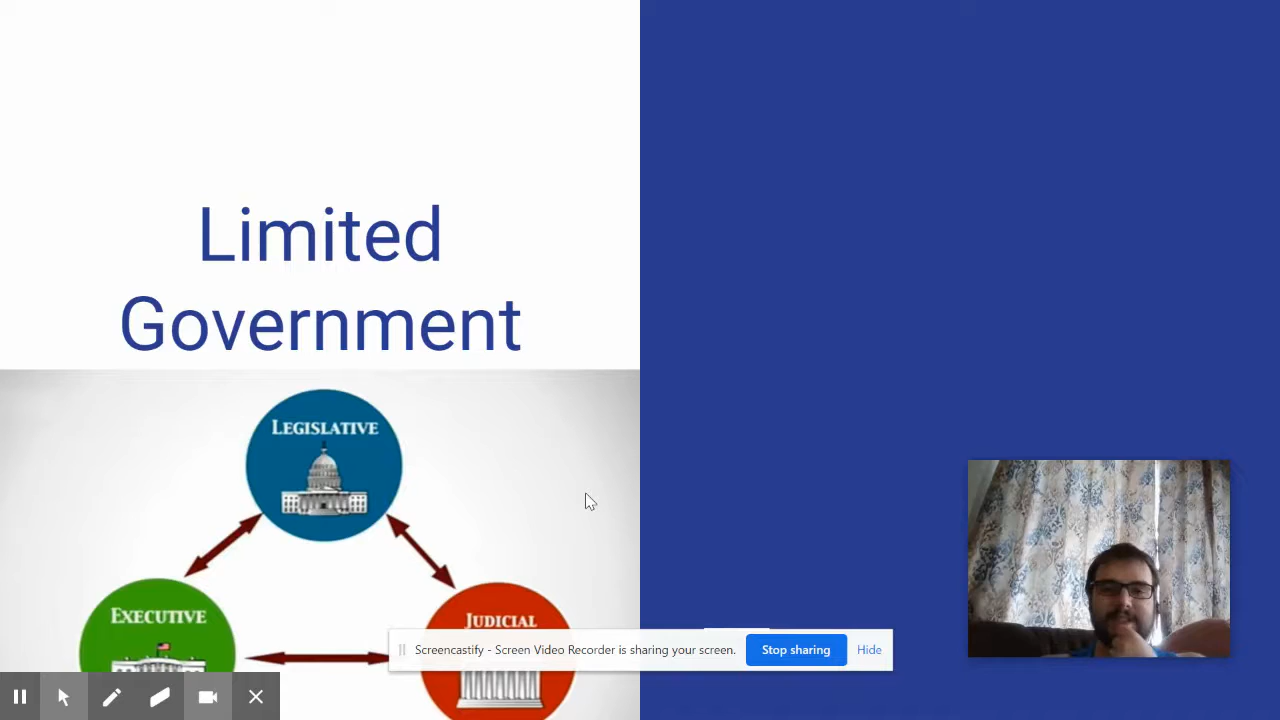 Limited
Government
LEGISLATIVE
EXECUTIVE
JUDICIAL
Screencastify - Screen Video Recorder is sharing your screen.
Stop sharing
Hide